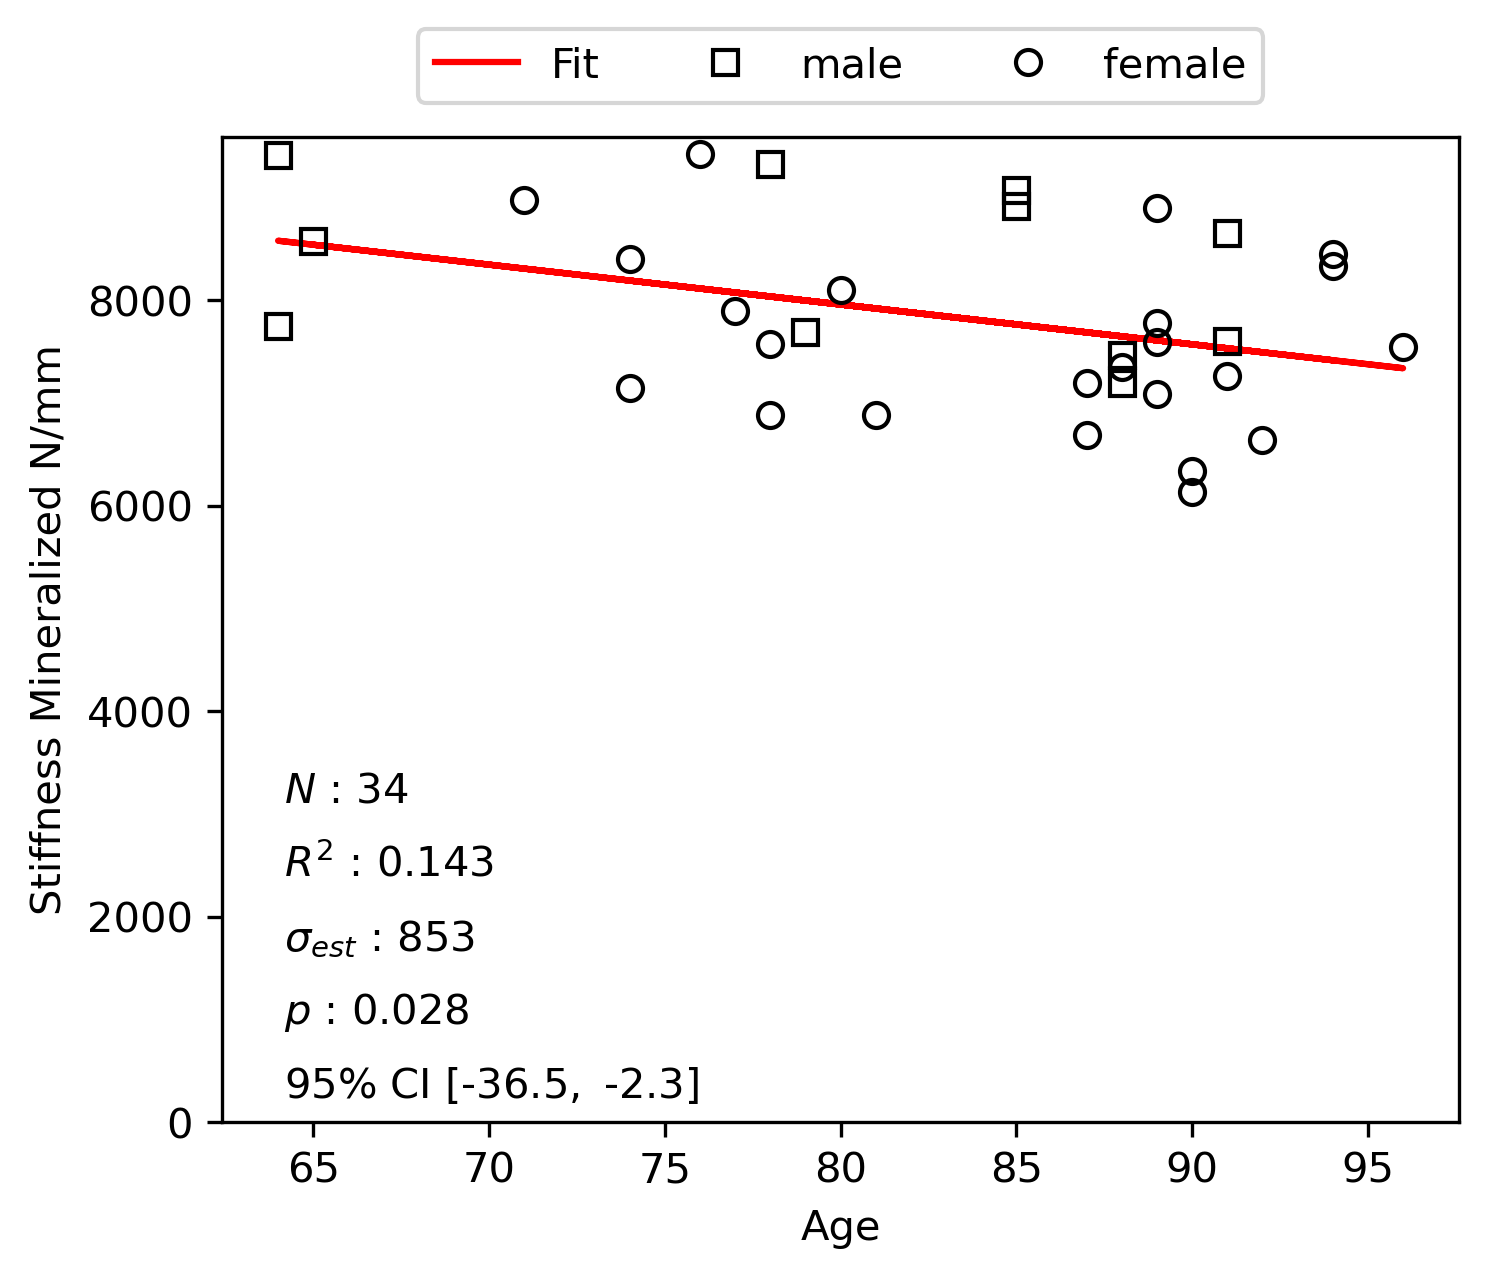 Fit male female
Stiffness Mineralized N/mm
8000
6000
4000
2000
0
N : 34
R² : 0.143
σest : 853
p : 0.028
95% CI [-36.5, -2.3]
65 70 75 80 85 90 95
Age